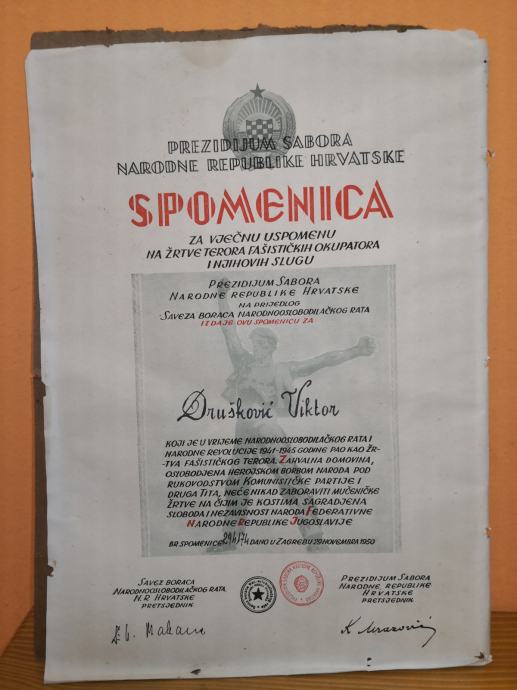 PREZIDIJUM SABORA
NARODNE REPUBLIKE HRVATSKE
SPOMENICA
ZA VJEČNU USPOMENU
NA ŽRTVE TERORA FAŠISTIČKIH OKUPATORA
I NJIHOVIH SLUGU
PREZIDIJUM SABORA
NARODNE REPUBLIKE HRVATSKE
NA PRIJEDLOG
SAVEZA BORACA NARODNOOSLOBODILAČKOG RATA
IZDAJE OVU SPOMENICU ZA
Drušković Viktor
KOJI JE U VRIJEME NARODNOOSLOBODILAČKOG RATA I
NARODNE REVOLUCIJE 1941-1945 GODINE PAO KAO ŽR-
TVA FAŠISTIČKOG TERORA. ZAHVALNA DOMOVINA,
OSLOBODJENA HEROJSKOM BORBOM NARODA POD
RUKOVODSTVOM KOMUNISTIČKE PARTIJE I
DRUGA TITA, NEĆE NIKAD ZABORAVITI MUČENIČKE
ŽRTVE NA ČIJIM JE KOSTIMA SAGRADJENA
SLOBODA I NEZAVISNOST NARODA FEDERATIVNE
NARODNE REPUBLIKE JUGOSLAVIJE
BR SPOMENICE DANO U ZAGREBU 29 NOVEMBRA 1950
SAVEZ BORACA
NARODNOOSLOBODILAČKOG RATA
N.R. HRVATSKE
PRETSJEDNIK
PREZIDIJUM SABORA
NARODNE REPUBLIKE
HRVATSKE
PRETSJEDNIK